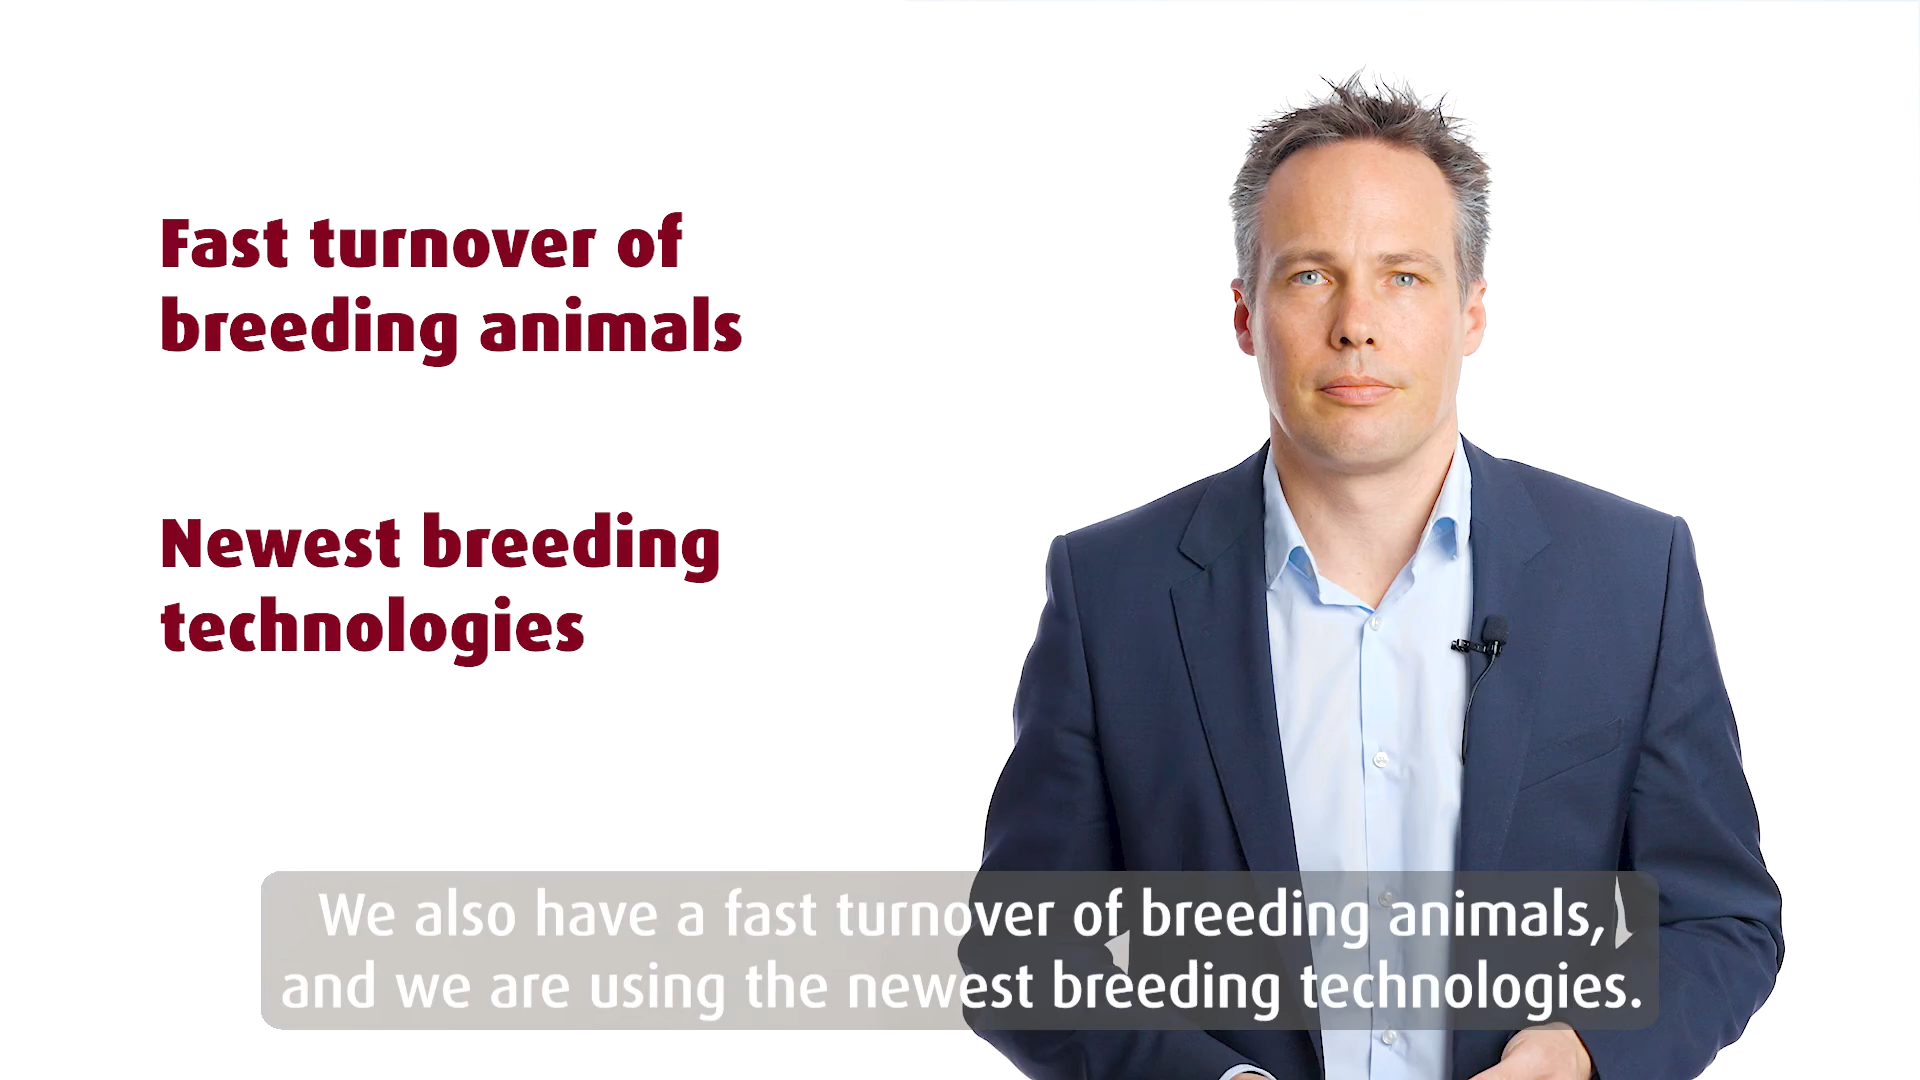 Fast turnover of
breeding animals
Newest breeding
technologies
We also have a fast turnover of breeding animals,
and we are using the newest breeding technologies.